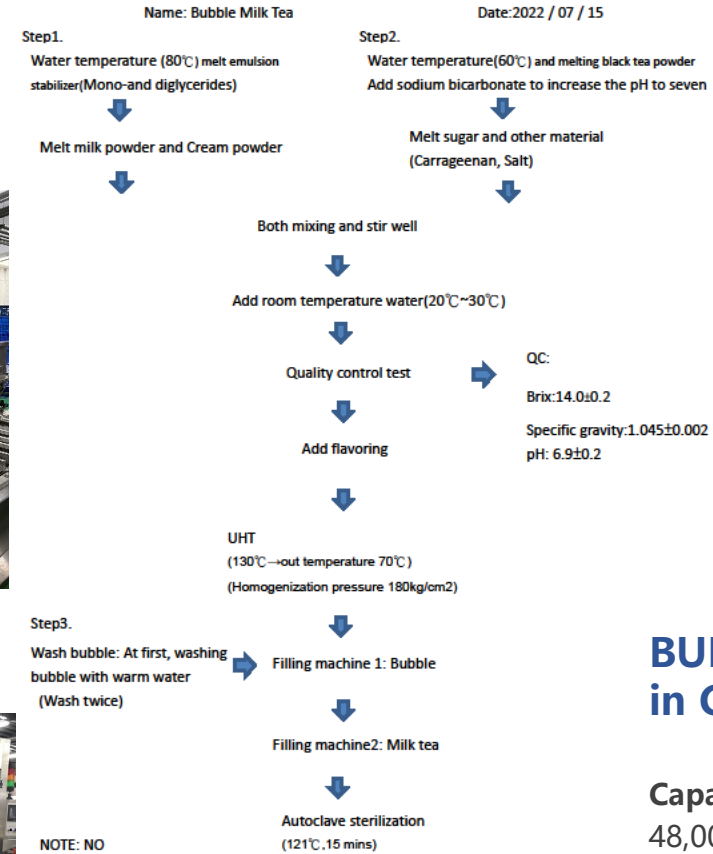 Name: Bubble Milk Tea
Date:2022 / 07 / 15
Step1.
Water temperature (80℃) melt emulsion
stabilizer(Mono-and diglycerides)
Melt milk powder and Cream powder
Step2.
Water temperature(60℃) and melting black tea powder
Add sodium bicarbonate to increase the pH to seven
Melt sugar and other material
(Carrageenan, Salt)
Both mixing and stir well
Add room temperature water(20℃~30℃)
Quality control test
QC:
Brix:14.0±0.2
Specific gravity:1.045±0.002
pH: 6.9±0.2
Add flavoring
UHT
(130℃→out temperature 70℃)
(Homogenization pressure 180kg/cm2)
Step3.
Wash bubble: At first, washing
bubble with warm water
(Wash twice)
Filling machine 1: Bubble
Filling machine2: Milk tea
Autoclave sterilization
(121℃,15 mins)
NOTE: NO
in
48,00